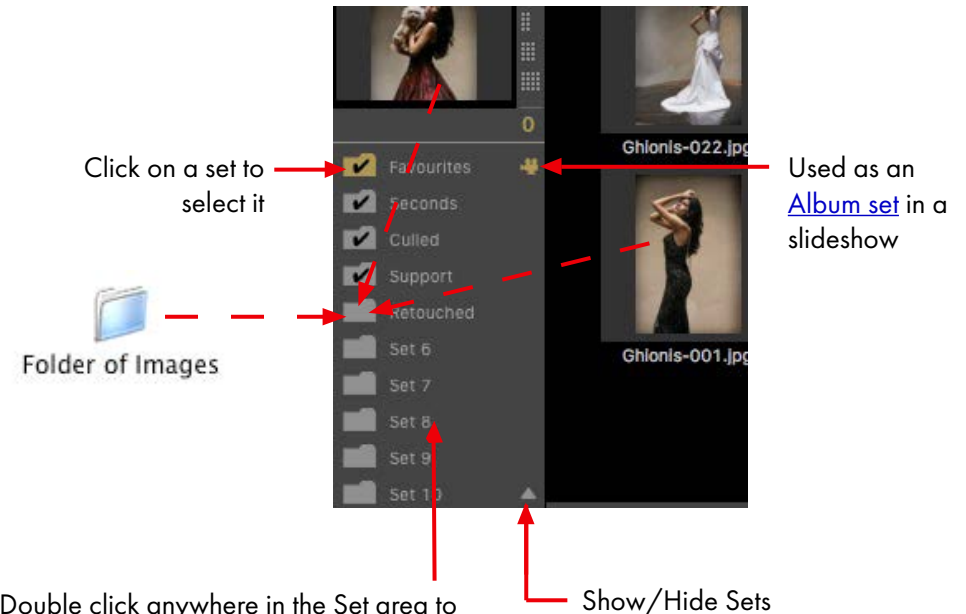 0
Ghionis-022.jpg
Click on a set to
select it
Favourites
Used as an
Album set in a
slideshow
Seconds
Culled
Support
Retouched
Folder of Images
Set 6
Ghionis-001.jpg
Set 7
Set 8
Set 9
Set 10
Double click anywhere in the Set area to
Show/Hide Sets